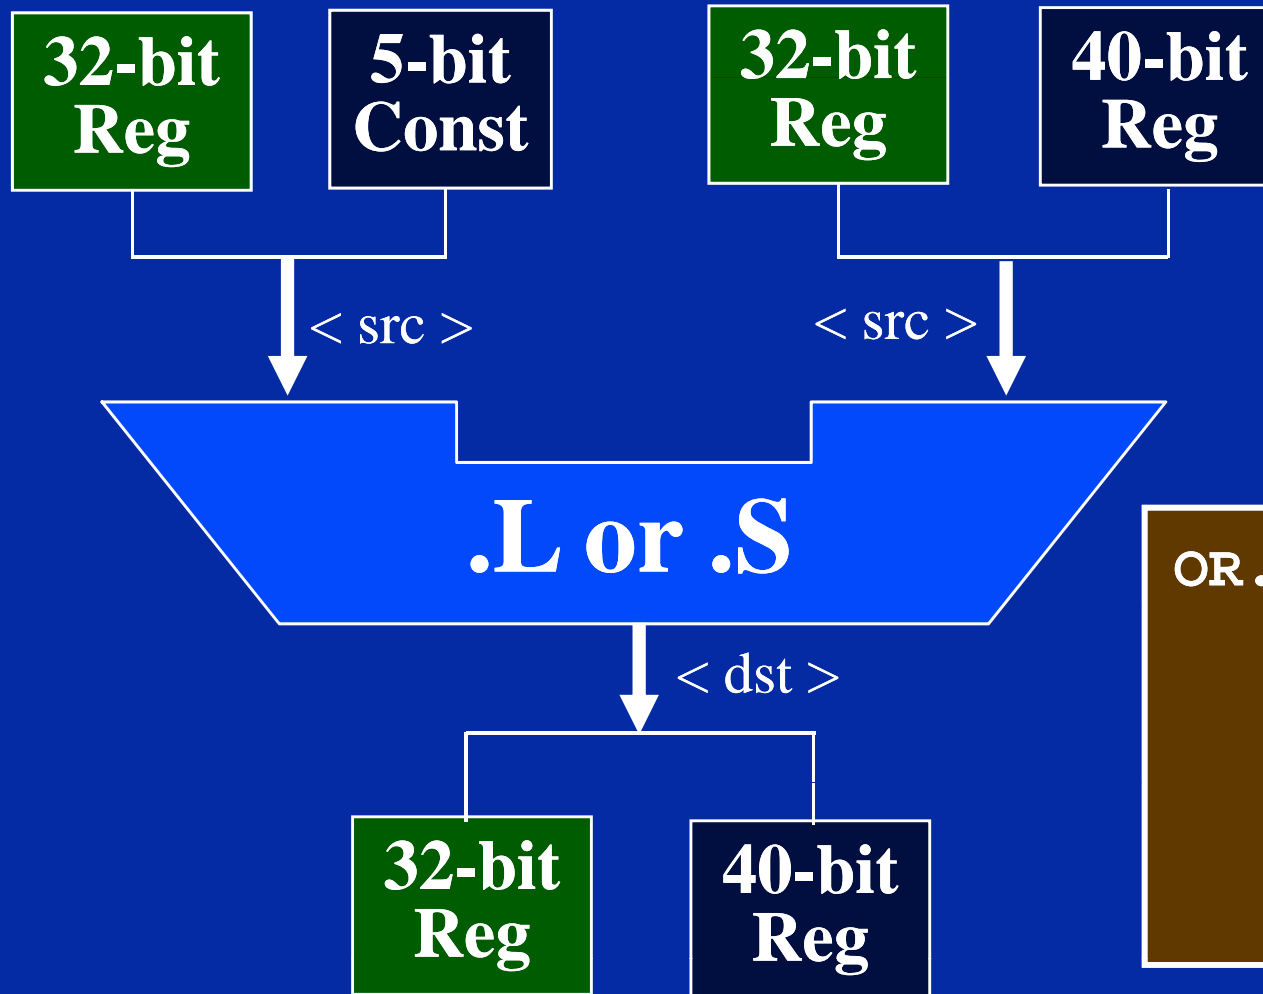 32-bit
Reg
5-bit
Const
32-bit
Reg
40-bit
Reg
< src >
< src >
.L or .S
OR.
< dst >
32-bit
Reg
40-bit
Reg